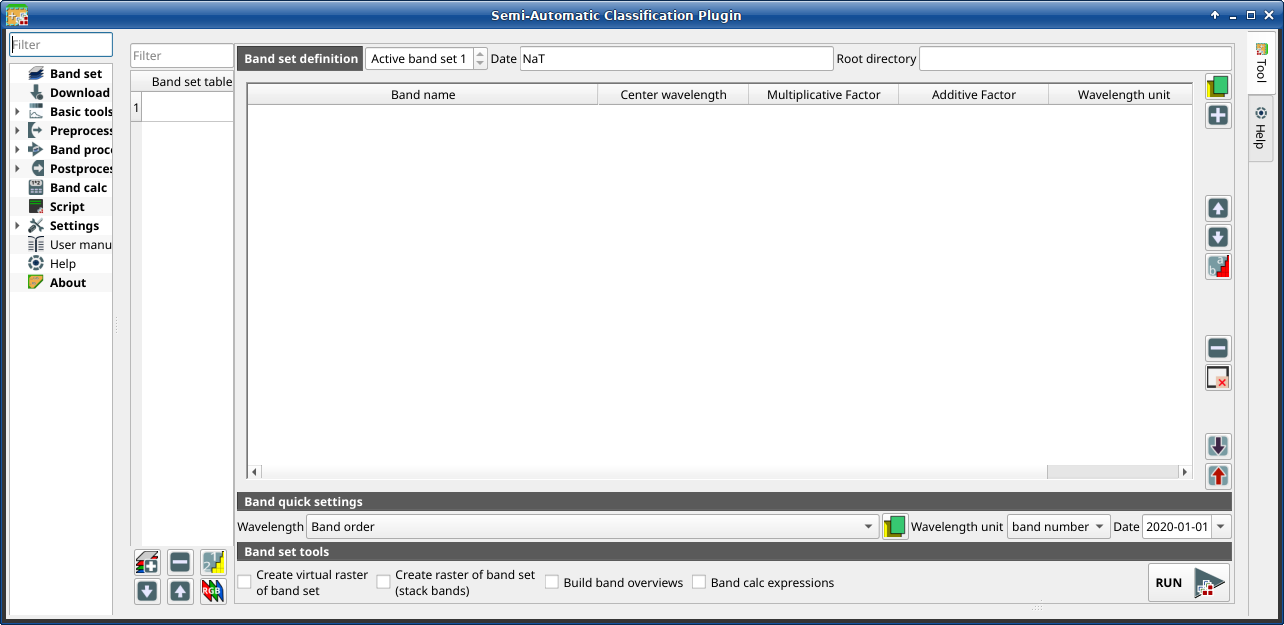 Semi-Automatic Classification Plugin
Filter
Band set
Download
Basic tools
Preprocess
Band proc
Postproces
Band calc
Script
Settings
User manu
Help
About
Filter
Band set table
1
Band set definition
Active band set 1
Date
NaT
Root directory
Band name
Center wavelength
Multiplicative Factor
Additive Factor
Wavelength unit
Band quick settings
Wavelength
Band order
Wavelength unit
band number
Date
2020-01-01
Band set tools
Create virtual raster
of band set
Create raster of band set
(stack bands)
Build band overviews
Band calc expressions
RUN
RGB
Tool
Help